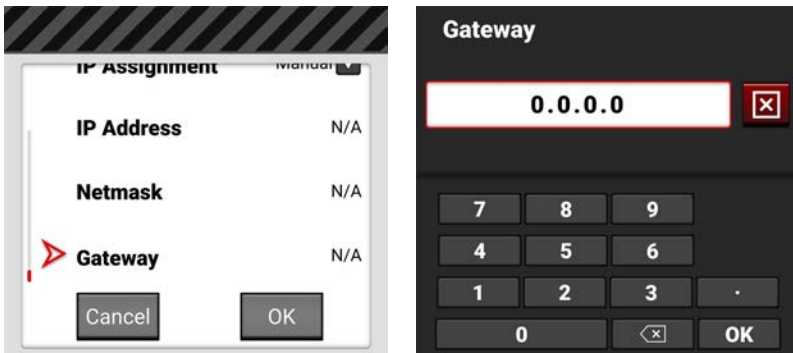 IP Assignment Manual
IP Address N/A
Netmask N/A
Gateway N/A
Cancel OK
Gateway
0.0.0.0
7 8 9
4 5 6
1 2 3 .
0 OK